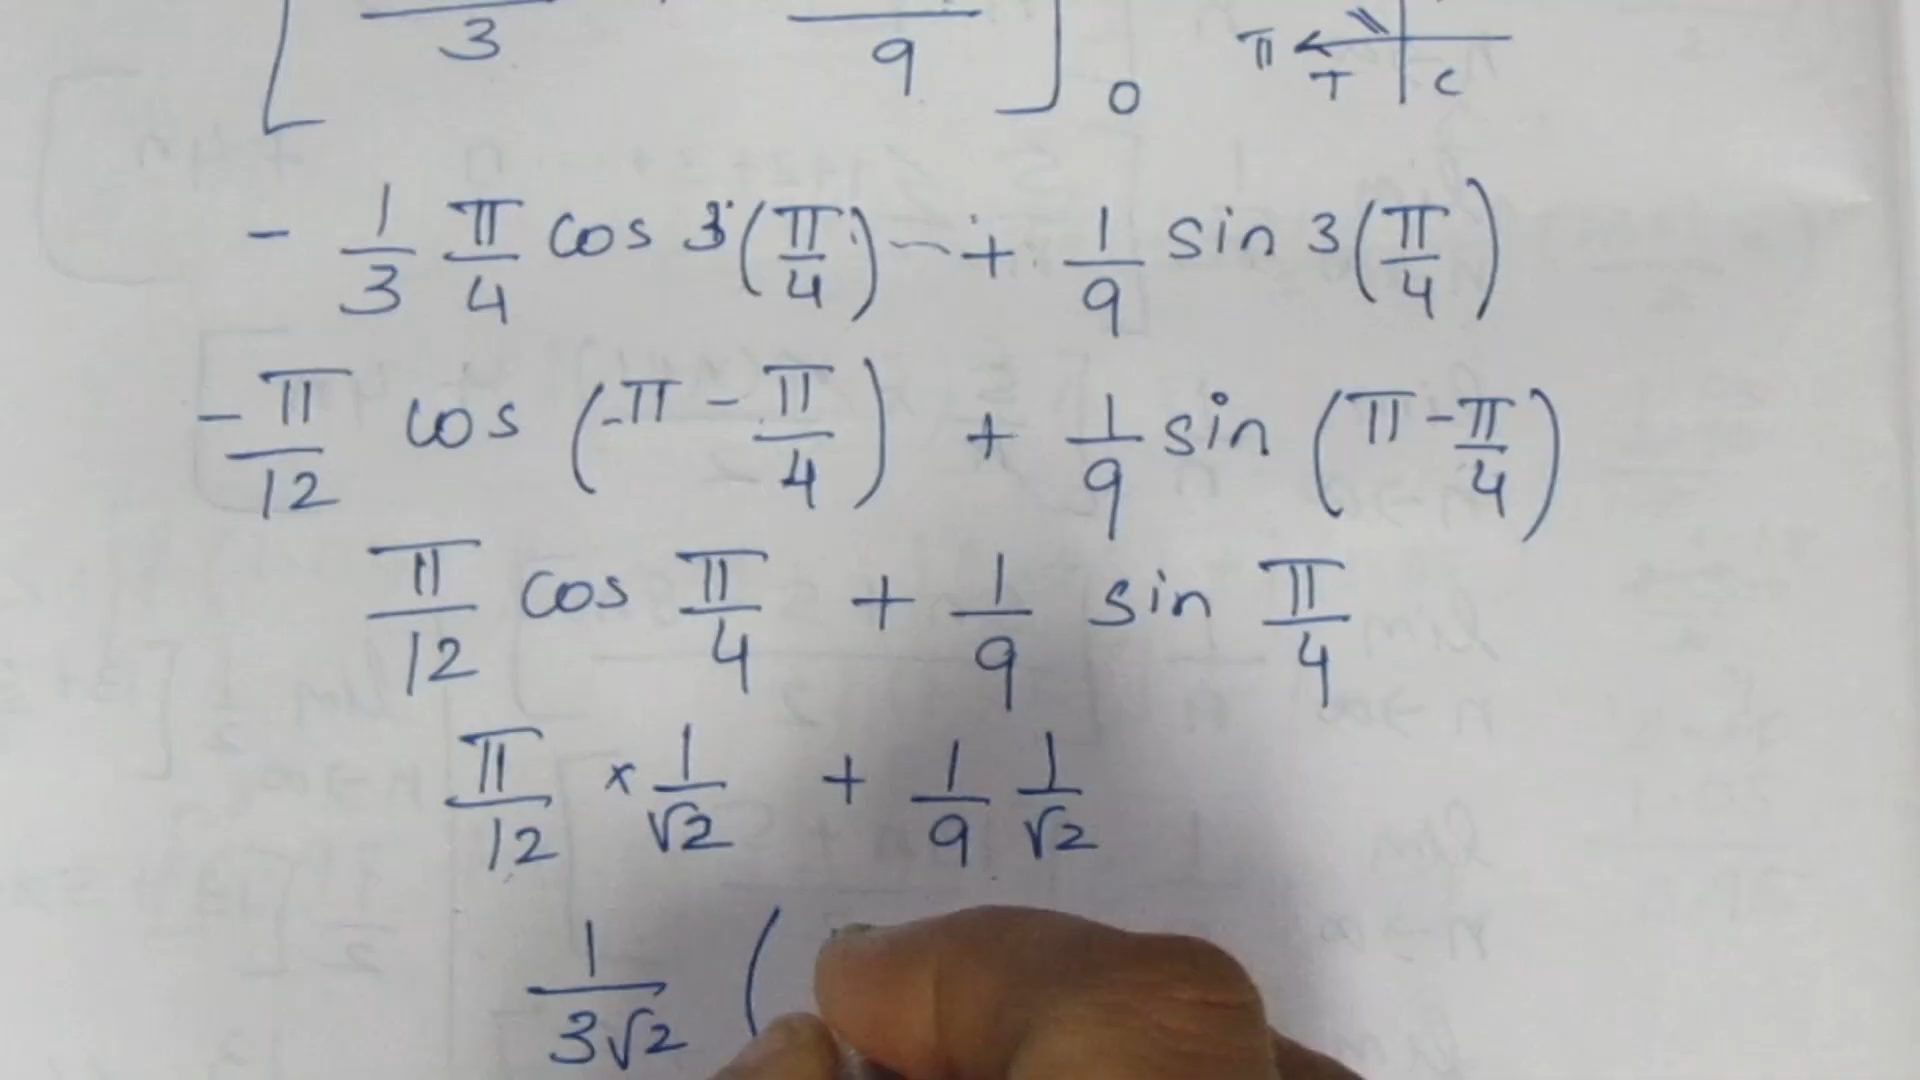 3 9 0 π T C
- 1/3 π/4 cos 3(π/4) + 1/9 sin 3(π/4)
-π/12 cos (π - π/4) + 1/9 sin (π - π/4)
π/12 cos π/4 + 1/9 sin π/4
π/12 × 1/√2 + 1/9 1/√2
1/3√2 (